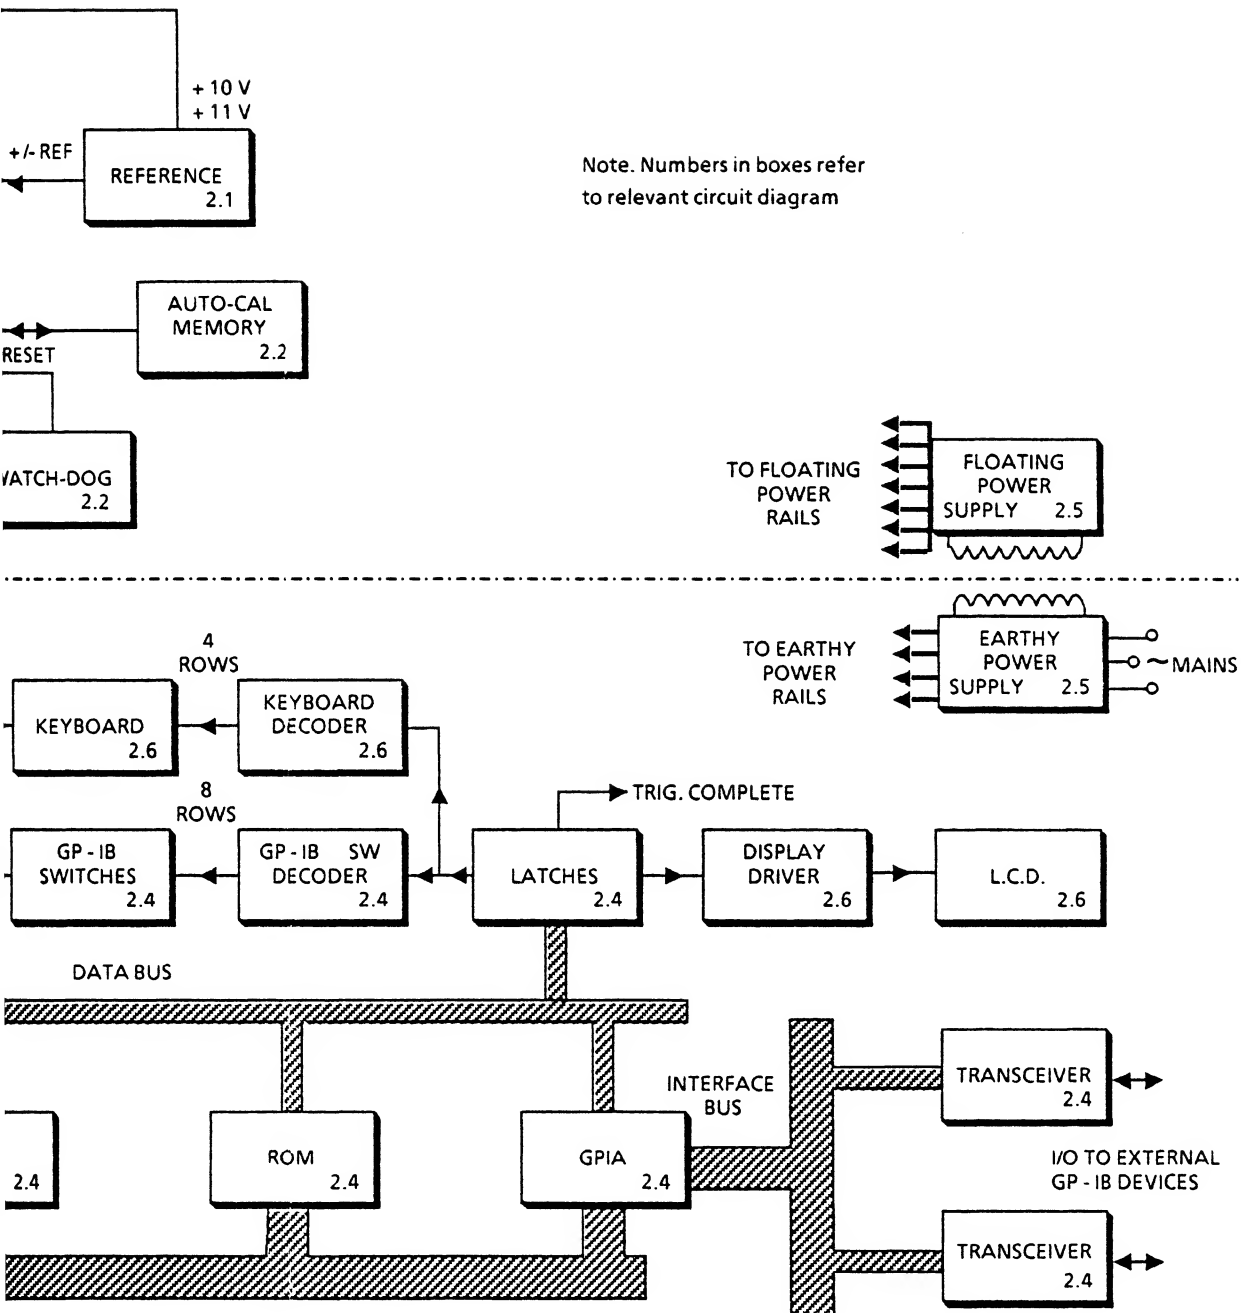 + 10 V
+ 11 V
+/- REF
REFERENCE
2.1
Note. Numbers in boxes refer
to relevant circuit diagram
AUTO-CAL
MEMORY
2.2
RESET
WATCH-DOG
2.2
TO FLOATING
POWER
RAILS
FLOATING
POWER
SUPPLY 2.5
TO EARTHY
POWER
RAILS
EARTHY
POWER
SUPPLY 2.5
~ MAINS
4
ROWS
KEYBOARD
2.6
KEYBOARD
DECODER
2.6
8
ROWS
TRIG. COMPLETE
GP - IB
SWITCHES
2.4
GP - IB SW
DECODER
2.4
LATCHES
2.4
DISPLAY
DRIVER
2.6
L.C.D.
2.6
DATA BUS
INTERFACE
BUS
TRANSCEIVER
2.4
2.4
ROM
2.4
GPIA
2.4
I/O TO EXTERNAL
GP - IB DEVICES
TRANSCEIVER
2.4